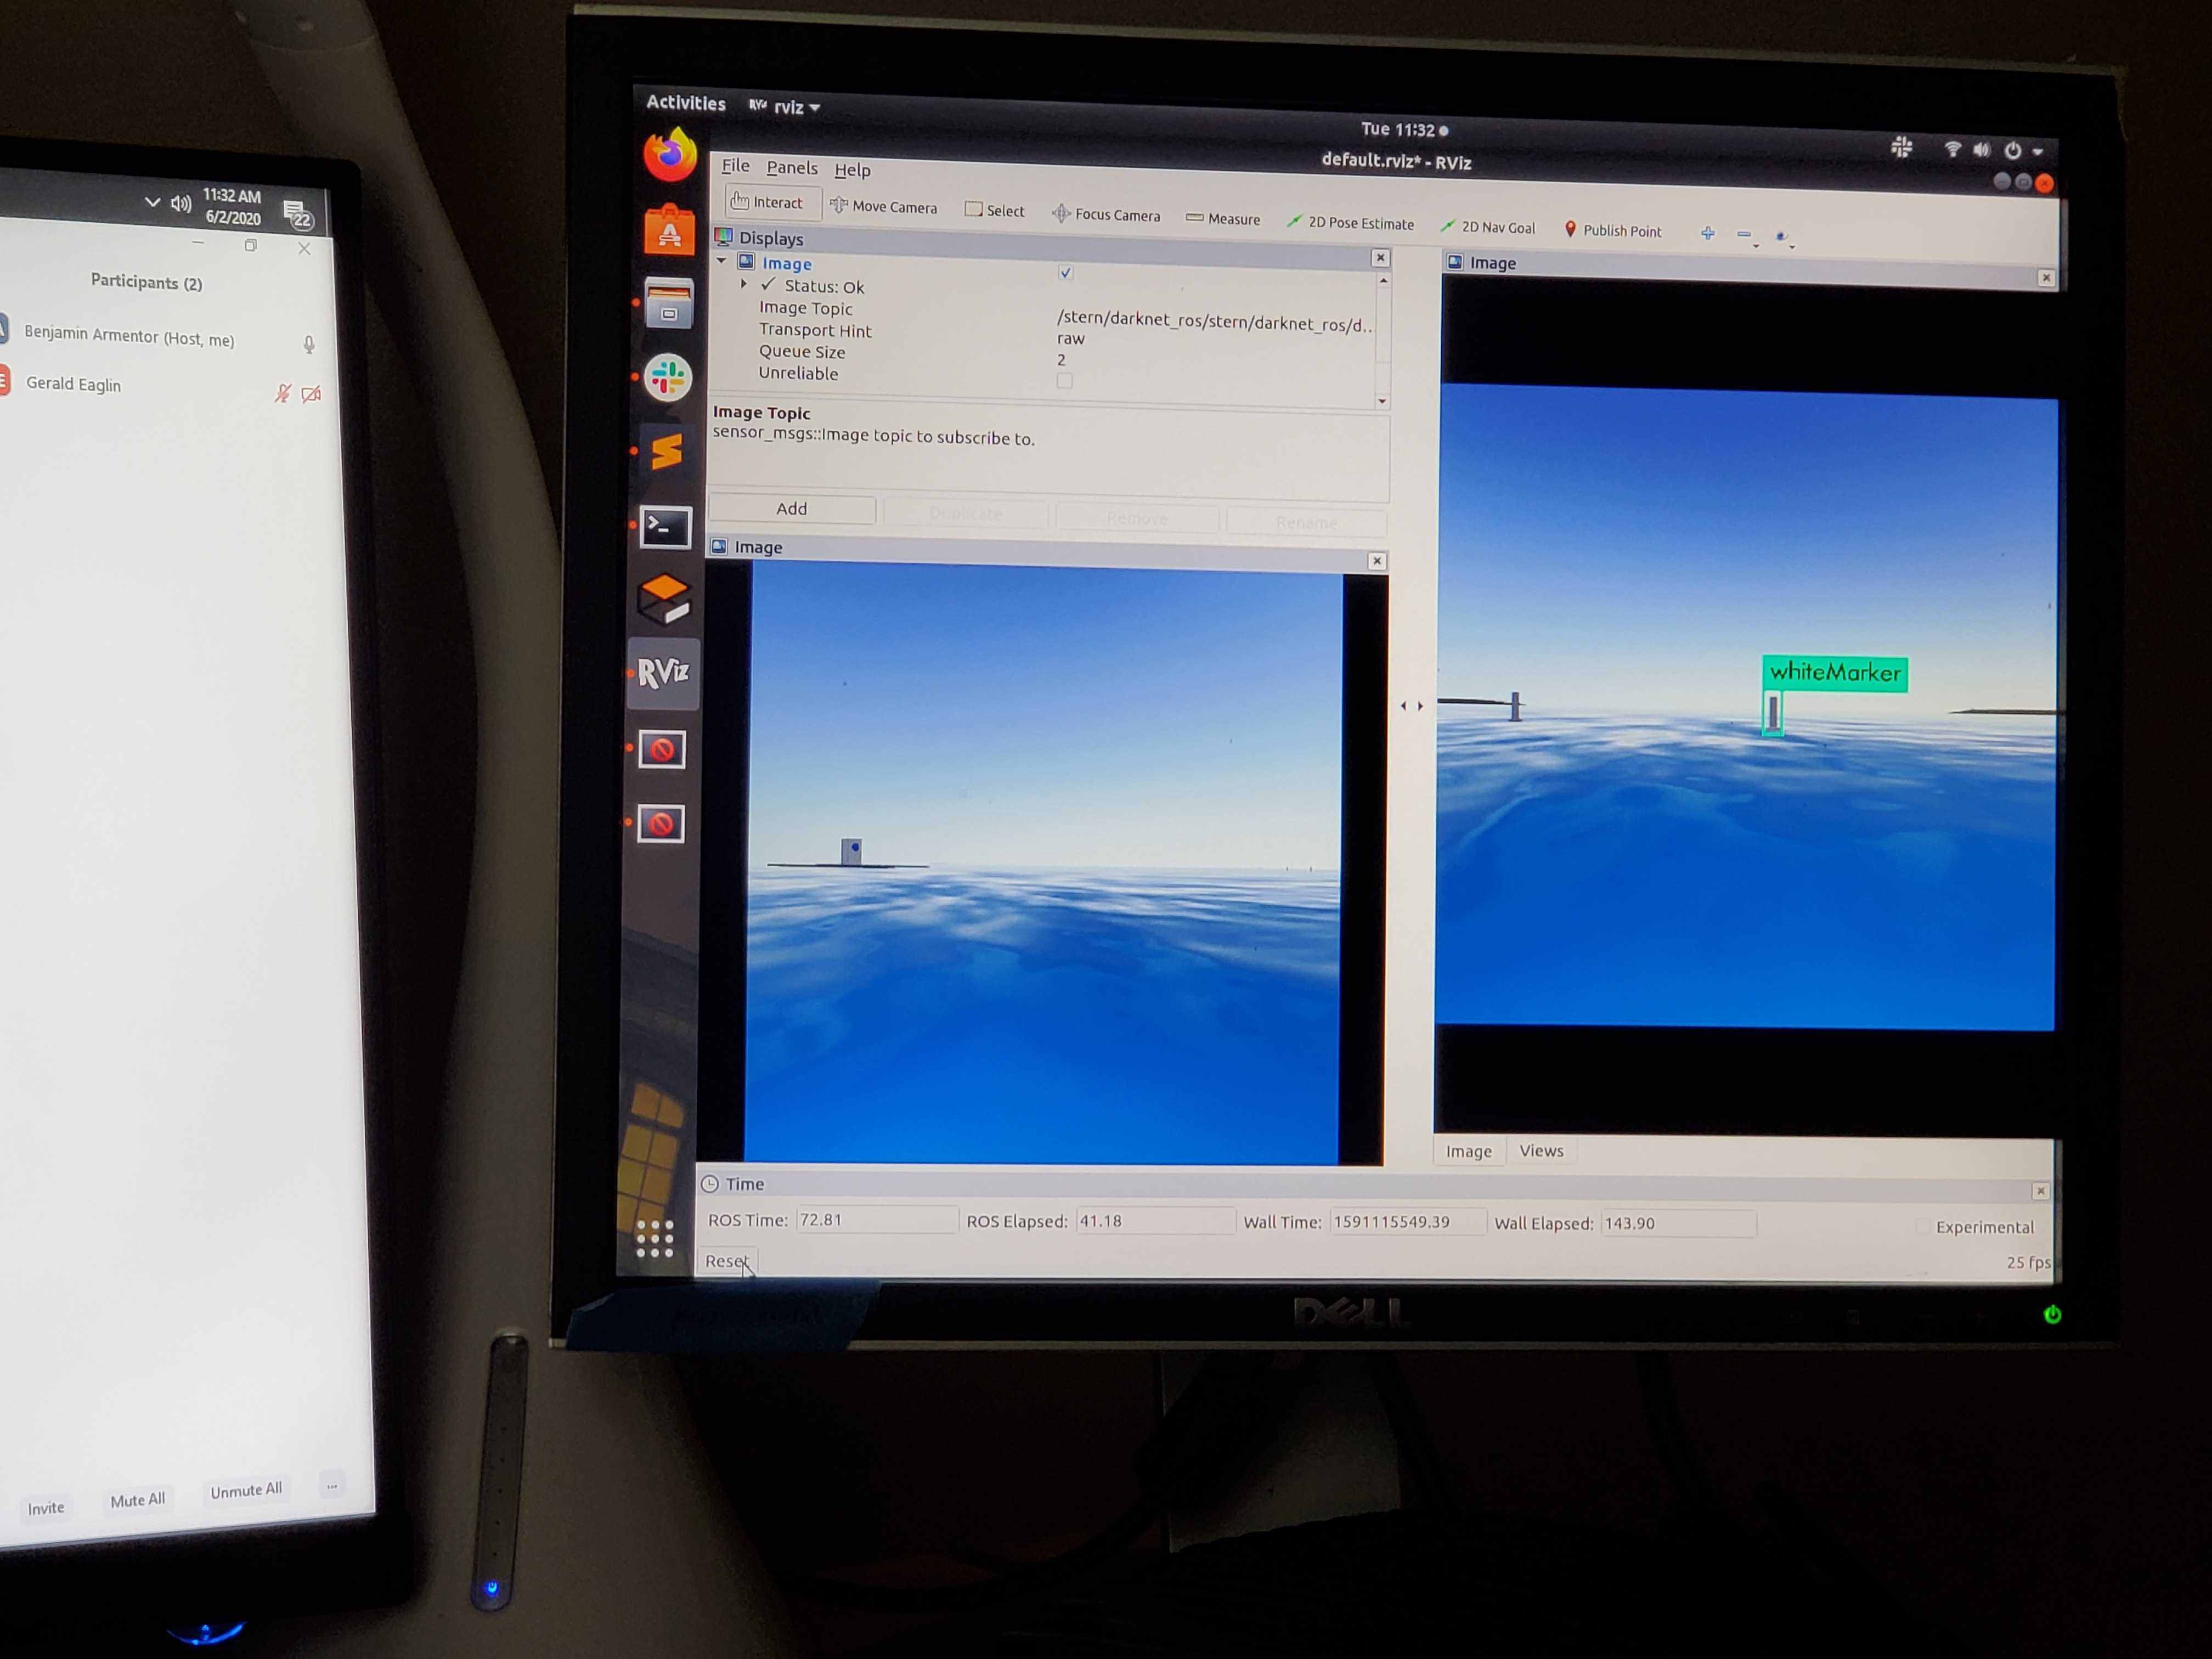 11:32 AM
6/2/2020
22
Participants (2)
Benjamin Armentor (Host, me)
Gerald Eaglin
Invite
Mute All
Unmute All
...
Activities
RViz
rviz
Tue 11:32
default.rviz* - RViz
File
Panels
Help
Interact
Move Camera
Select
Focus Camera
Measure
2D Pose Estimate
2D Nav Goal
Publish Point
Displays
Image
Status: Ok
Image Topic
/stern/darknet_ros/stern/darknet_ros/d...
Transport Hint
raw
Queue Size
2
Unreliable
Image Topic
sensor_msgs::Image topic to subscribe to.
Add
Duplicate
Remove
Rename
Image
Image
whiteMarker
RViz
Image
Views
Time
ROS Time:
72.81
ROS Elapsed:
41.18
Wall Time:
1591115549.39
Wall Elapsed:
143.90
Experimental
Reset
25 fps
DELL